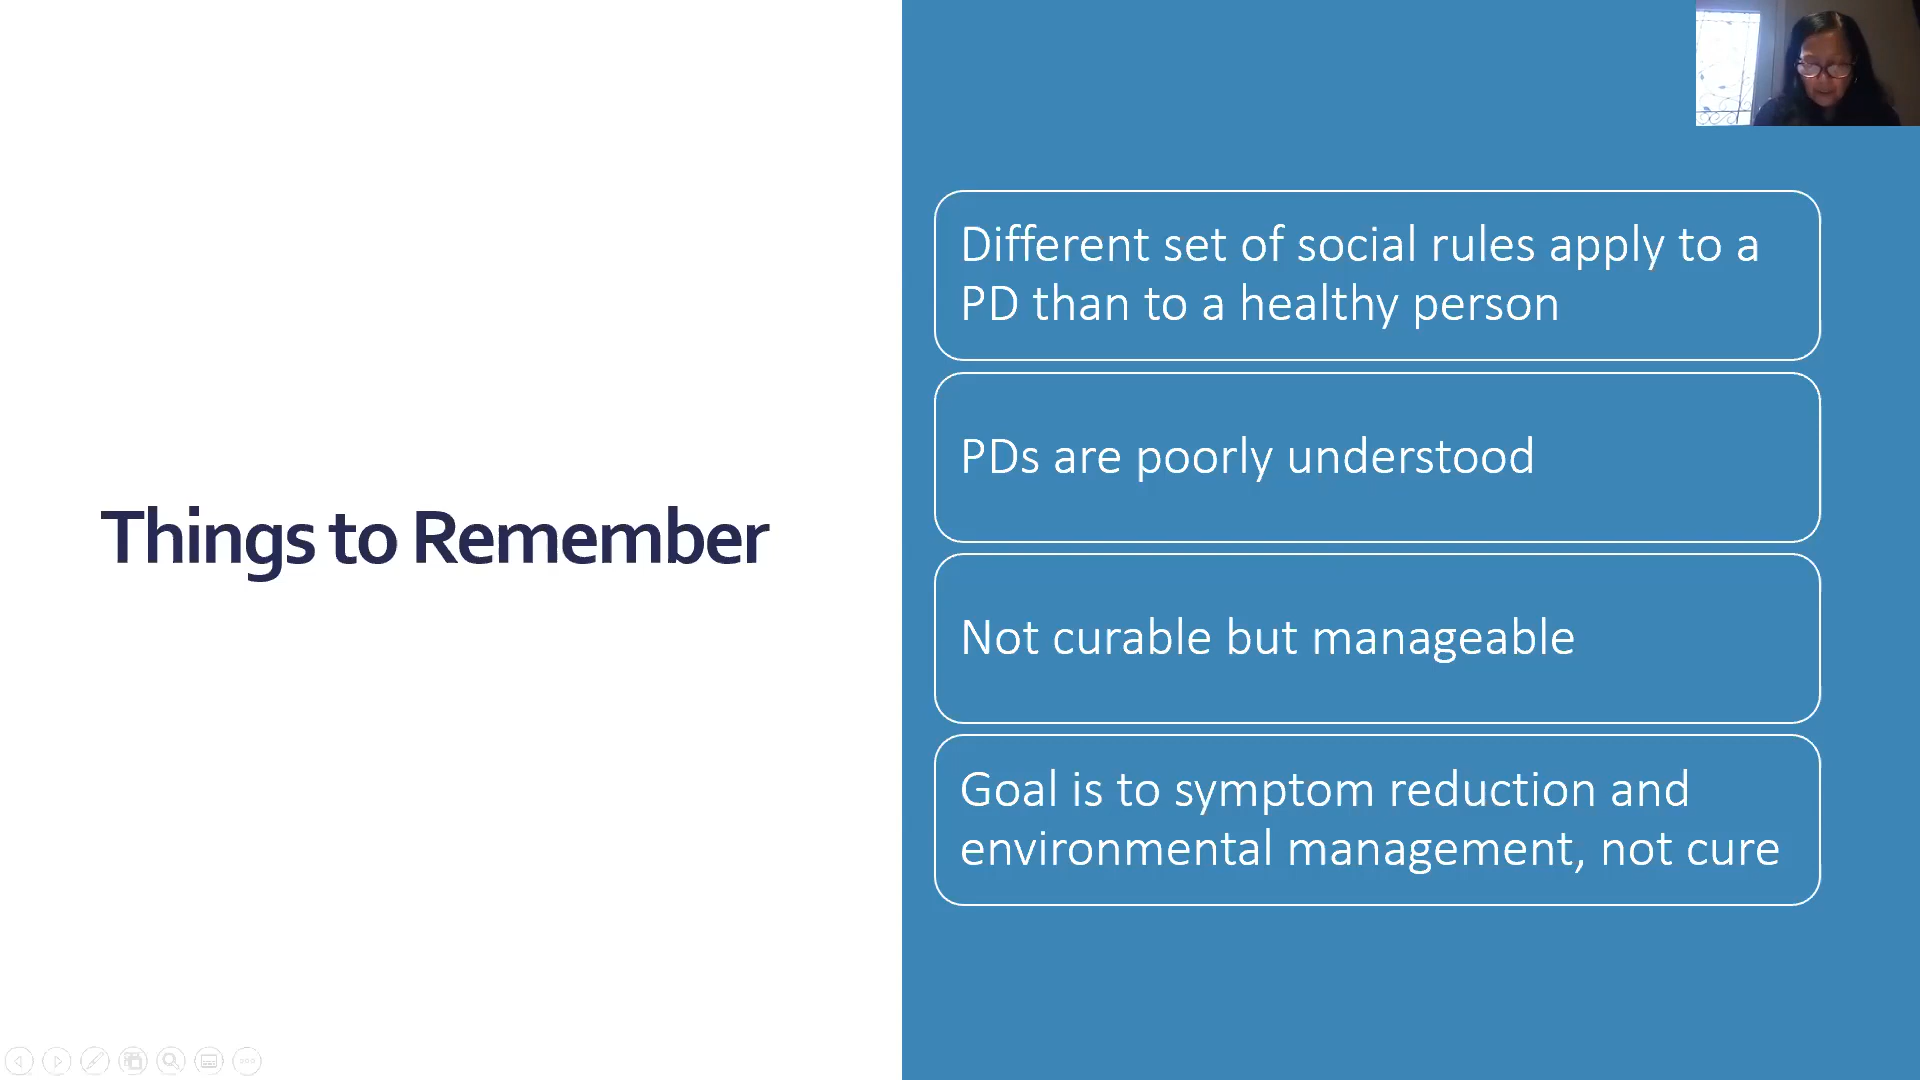 Things to Remember
Different set of social rules apply to a
PD than to a healthy person
PDs are poorly understood
Not curable but manageable
Goal is to symptom reduction and
environmental management, not cure